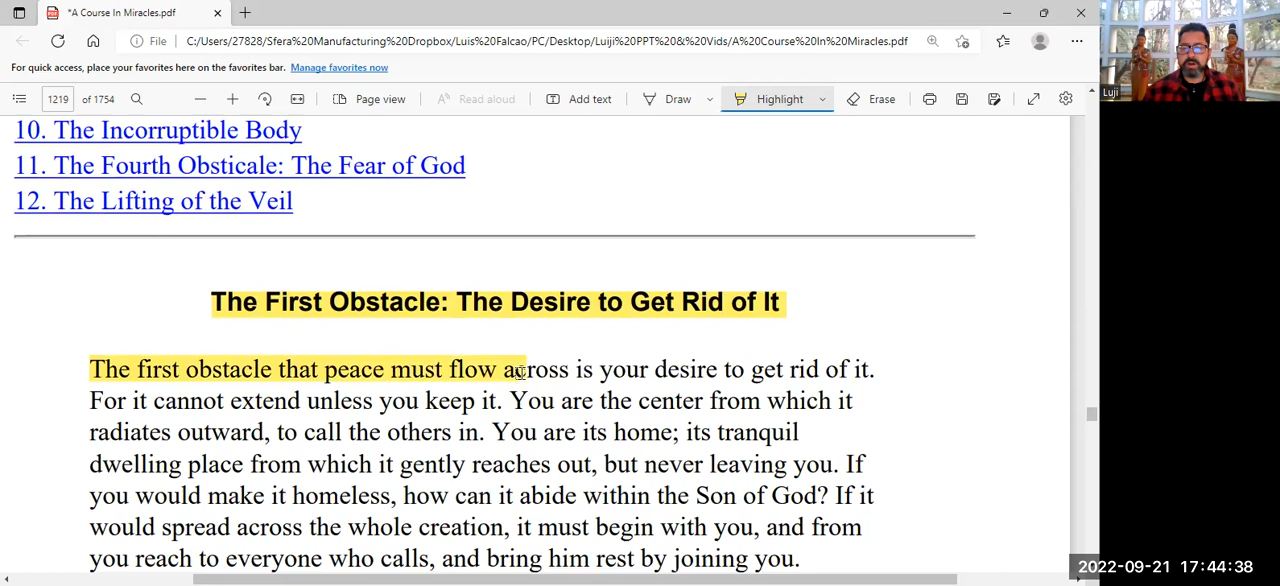 *A Course In Miracles.pdf
File C:/Users/27828/Sfera%20Manufacturing%20Dropbox/Luis%20Falcao/PC/Desktop/Luiji%20PPT%20&%20Vids/A%20Course%20In%20Miracles.pdf
For quick access, place your favorites here on the favorites bar. Manage favorites now
1219 of 1754 Page view Read aloud Add text Draw Highlight Erase
Luji
10. The Incorruptible Body
11. The Fourth Obsticale: The Fear of God
12. The Lifting of the Veil
The First Obstacle: The Desire to Get Rid of It
The first obstacle that peace must flow across is your desire to get rid of it.
For it cannot extend unless you keep it. You are the center from which it
radiates outward, to call the others in. You are its home; its tranquil
dwelling place from which it gently reaches out, but never leaving you. If
you would make it homeless, how can it abide within the Son of God? If it
would spread across the whole creation, it must begin with you, and from
you reach to everyone who calls, and bring him rest by joining you.
2022-09-21 17:44:38